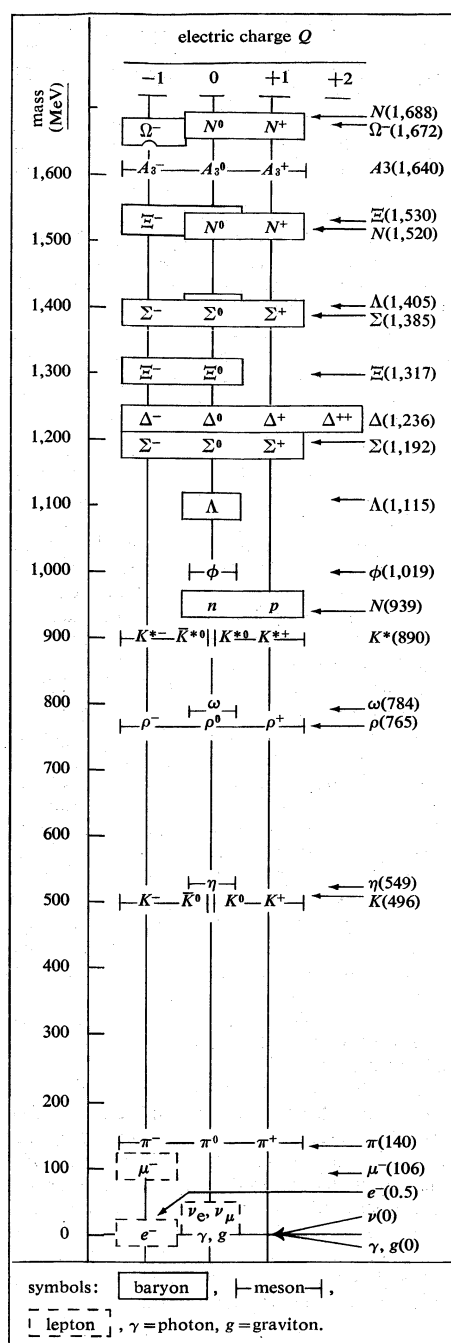 electric charge Q
mass (MeV)
−1 0 +1 +2
Ω⁻ N⁰ N⁺ N(1,688)
Ω⁻(1,672)
1,600 A₃⁻ A₃⁰ A₃⁺ A3(1,640)
Ξ⁻ N⁰ N⁺ Ξ(1,530)
1,500 N(1,520)
1,400 Λ(1,405)
Σ⁻ Σ⁰ Σ⁺ Σ(1,385)
1,300 Ξ⁻ Ξ⁰ Ξ(1,317)
Δ⁻ Δ⁰ Δ⁺ Δ⁺⁺ Δ(1,236)
1,200 Σ⁻ Σ⁰ Σ⁺ Σ(1,192)
1,100 Λ Λ(1,115)
1,000 ϕ ϕ(1,019)
n p N(939)
900 K*⁻ K̅*⁰ K*⁰ K*⁺ K*(890)
800 ω ω(784)
ρ⁻ ρ⁰ ρ⁺ ρ(765)
700
600
η η(549)
500 K⁻ K̅⁰ K⁰ K⁺ K(496)
400
300
200
π⁻ π⁰ π⁺ π(140)
100 μ⁻ μ⁻(106)
e⁻(0.5)
νₑ, ν_μ ν(0)
0 e⁻ γ, g γ, g(0)
symbols: baryon, meson,
lepton, γ=photon, g=graviton.